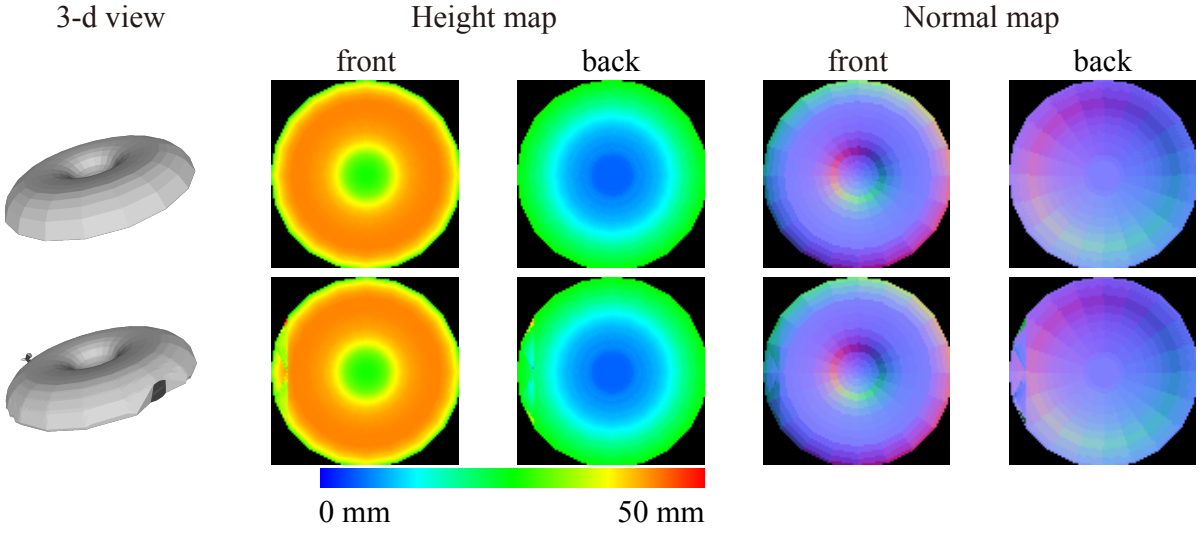 3-d view
Height map
Normal map
front
back
front
back
0 mm
50 mm